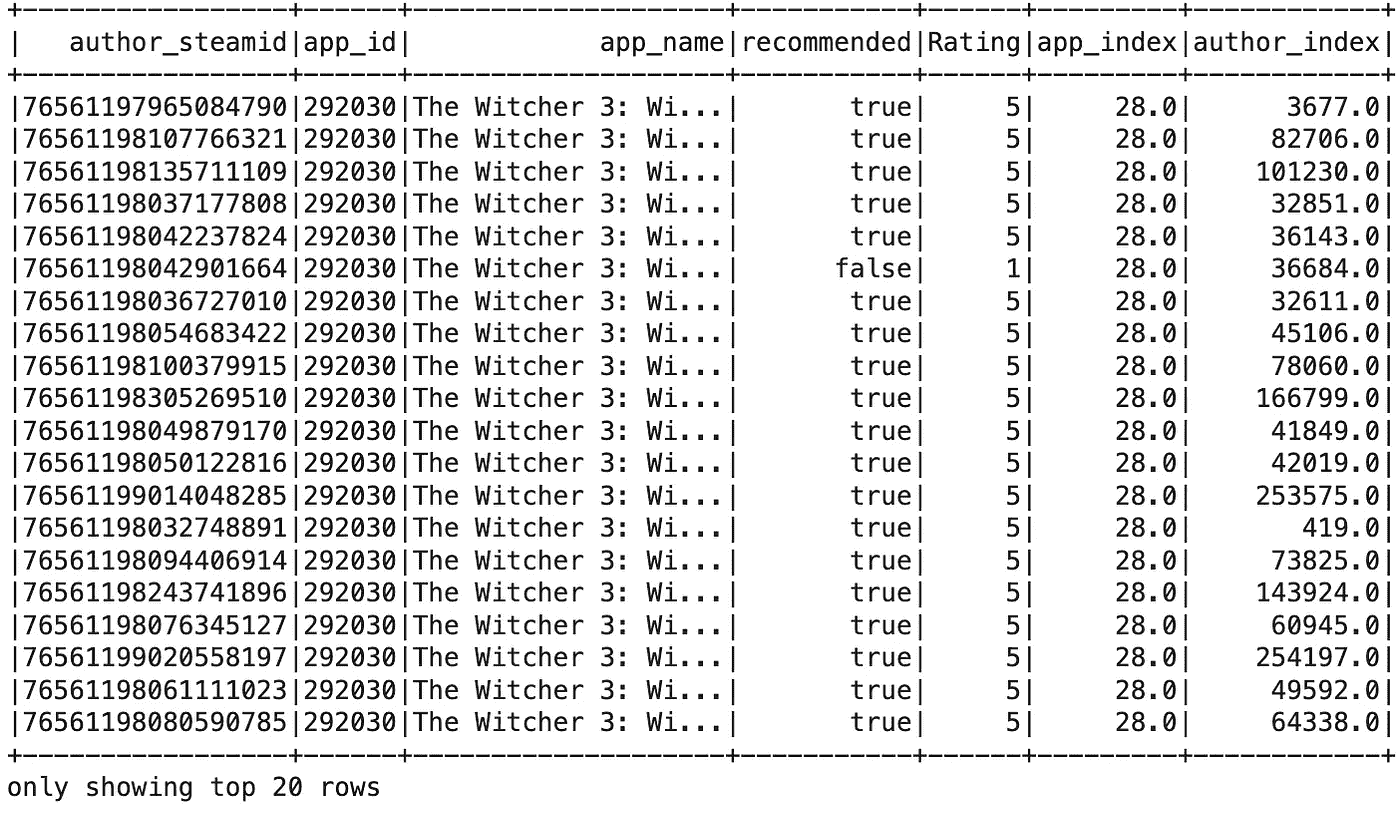 +-----------------+------+--------------------+-----------+------+---------+------------+
|   author_steamid|app_id|            app_name|recommended|Rating|app_index|author_index|
+-----------------+------+--------------------+-----------+------+---------+------------+
|76561197965084790|292030|The Witcher 3: Wi...|       true|     5|     28.0|      3677.0|
|76561198107766321|292030|The Witcher 3: Wi...|       true|     5|     28.0|     82706.0|
|76561198135711109|292030|The Witcher 3: Wi...|       true|     5|     28.0|    101230.0|
|76561198037177808|292030|The Witcher 3: Wi...|       true|     5|     28.0|     32851.0|
|76561198042237824|292030|The Witcher 3: Wi...|       true|     5|     28.0|     36143.0|
|76561198042901664|292030|The Witcher 3: Wi...|      false|     1|     28.0|     36684.0|
|76561198036727010|292030|The Witcher 3: Wi...|       true|     5|     28.0|     32611.0|
|76561198054683422|292030|The Witcher 3: Wi...|       true|     5|     28.0|     45106.0|
|76561198100379915|292030|The Witcher 3: Wi...|       true|     5|     28.0|     78060.0|
|76561198305269510|292030|The Witcher 3: Wi...|       true|     5|     28.0|    166799.0|
|76561198049879170|292030|The Witcher 3: Wi...|       true|     5|     28.0|     41849.0|
|76561198050122816|292030|The Witcher 3: Wi...|       true|     5|     28.0|     42019.0|
|76561199014048285|292030|The Witcher 3: Wi...|       true|     5|     28.0|    253575.0|
|76561198032748891|292030|The Witcher 3: Wi...|       true|     5|     28.0|       419.0|
|76561198094406914|292030|The Witcher 3: Wi...|       true|     5|     28.0|     73825.0|
|76561198243741896|292030|The Witcher 3: Wi...|       true|     5|     28.0|    143924.0|
|76561198076345127|292030|The Witcher 3: Wi...|       true|     5|     28.0|     60945.0|
|76561199020558197|292030|The Witcher 3: Wi...|       true|     5|     28.0|    254197.0|
|76561198061111023|292030|The Witcher 3: Wi...|       true|     5|     28.0|     49592.0|
|76561198080590785|292030|The Witcher 3: Wi...|       true|     5|     28.0|     64338.0|
+-----------------+------+--------------------+-----------+------+---------+------------+
only showing top 20 rows